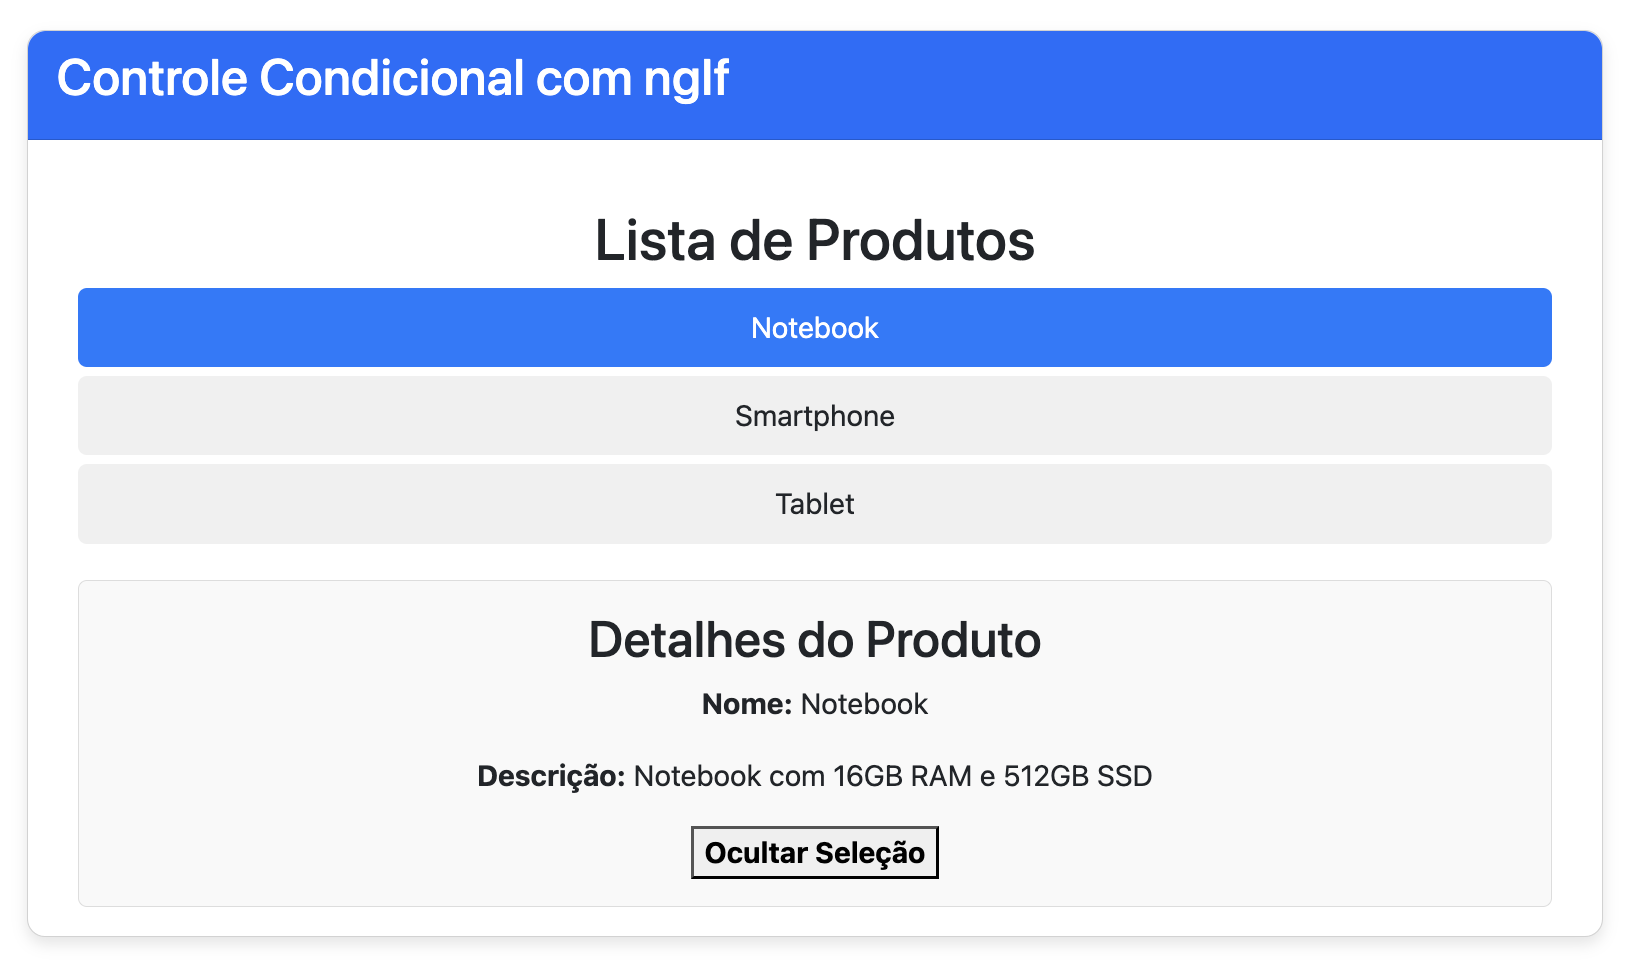 Controle Condicional com ngIf
Lista de Produtos
Notebook
Smartphone
Tablet
Detalhes do Produto
Nome: Notebook
Descrição: Notebook com 16GB RAM e 512GB SSD
Ocultar Seleção